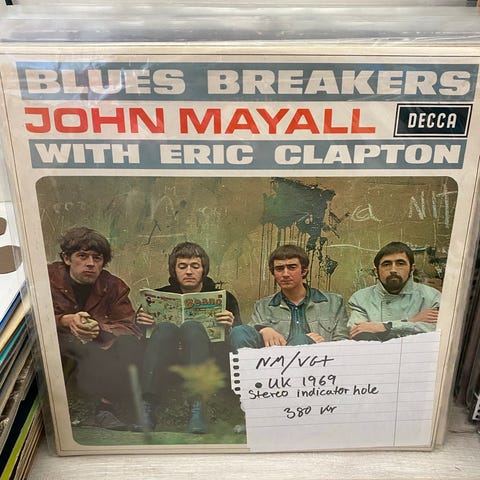 BLUES BREAKERS
JOHN MAYALL
DECCA
WITH ERIC CLAPTON
BEANO
NM/VG+
• UK 1969
Stereo indicator hole
380 kr